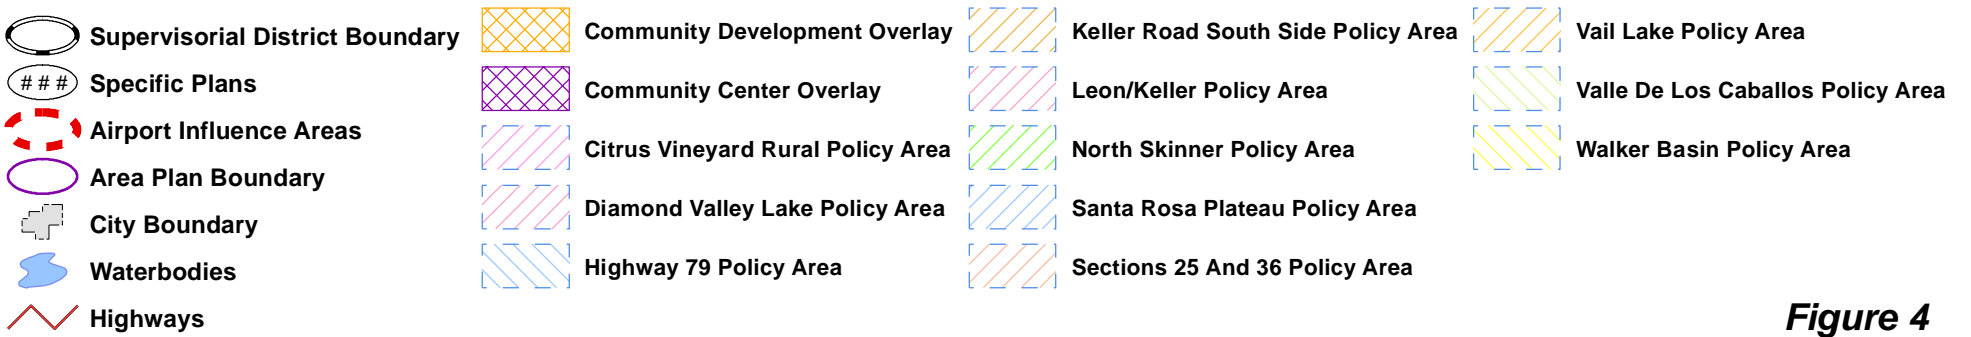 Supervisorial District Boundary
###
Specific Plans
Airport Influence Areas
Area Plan Boundary
City Boundary
Waterbodies
Highways
Community Development Overlay
Community Center Overlay
Citrus Vineyard Rural Policy Area
Diamond Valley Lake Policy Area
Highway 79 Policy Area
Keller Road South Side Policy Area
Leon/Keller Policy Area
North Skinner Policy Area
Santa Rosa Plateau Policy Area
Sections 25 And 36 Policy Area
Vail Lake Policy Area
Valle De Los Caballos Policy Area
Walker Basin Policy Area
Figure 4